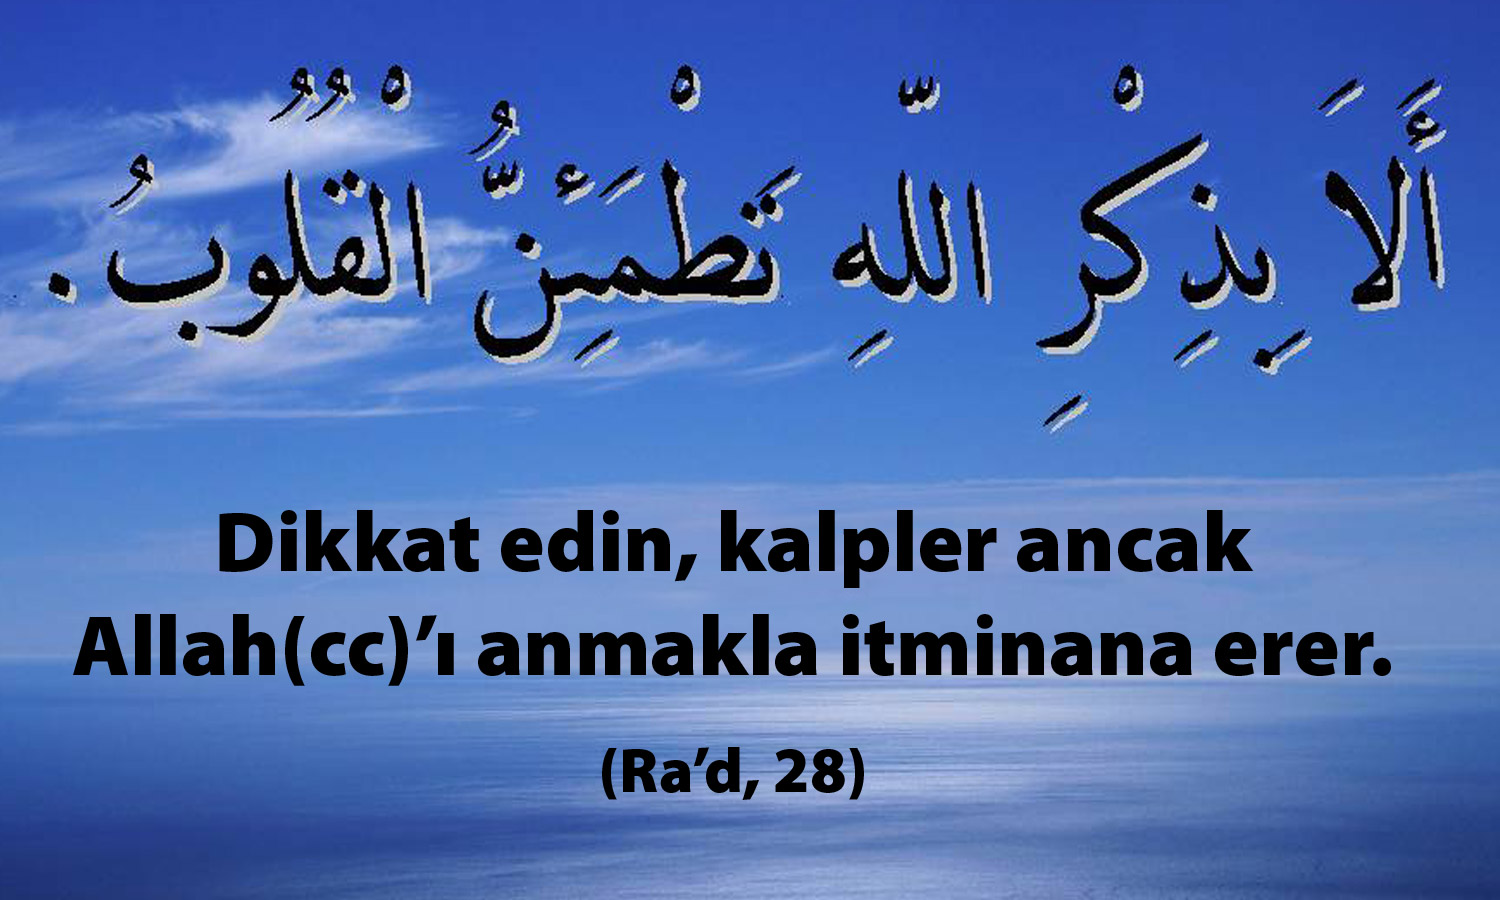 أَلَا بِذِكْرِ اللّهِ تَطْمَئِنُّ الْقُلُوبُ.
Dikkat edin, kalpler ancak
Allah(cc)’ı anmakla itminana erer.
(Ra’d, 28)